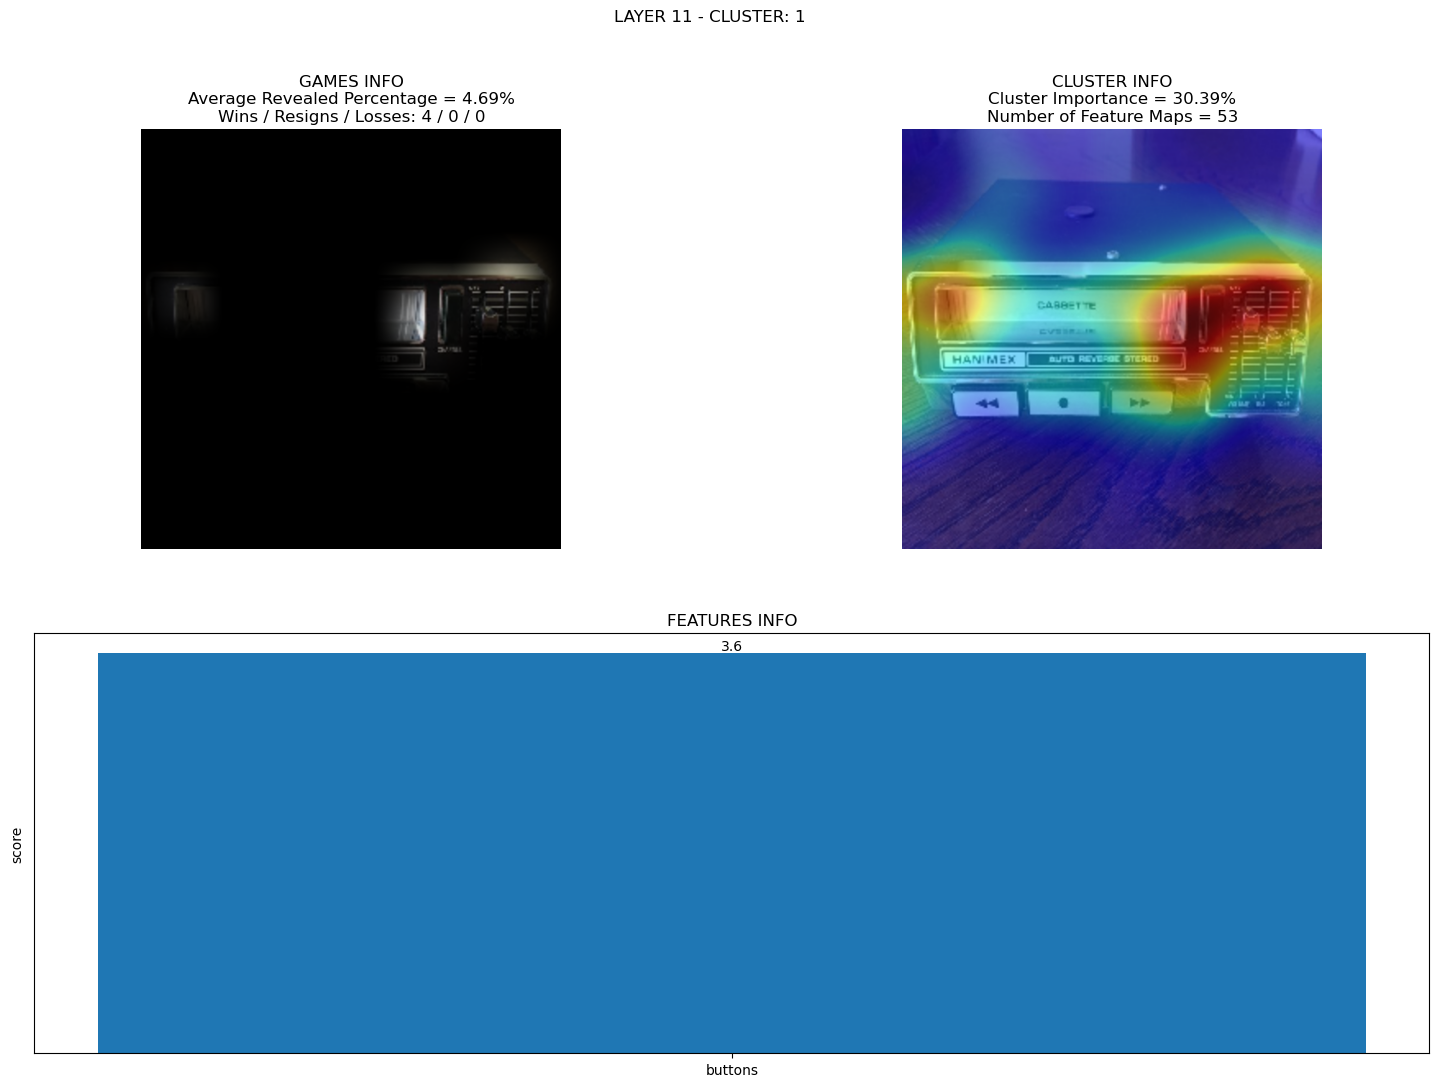 LAYER 11 - CLUSTER: 1
GAMES INFO
Average Revealed Percentage = 4.69%
Wins / Resigns / Losses: 4 / 0 / 0
CLUSTER INFO
Cluster Importance = 30.39%
Number of Feature Maps = 53
CASSETTE
HANIMEX
AUTO REVERSE STEREO
FEATURES INFO
3.6
score
buttons